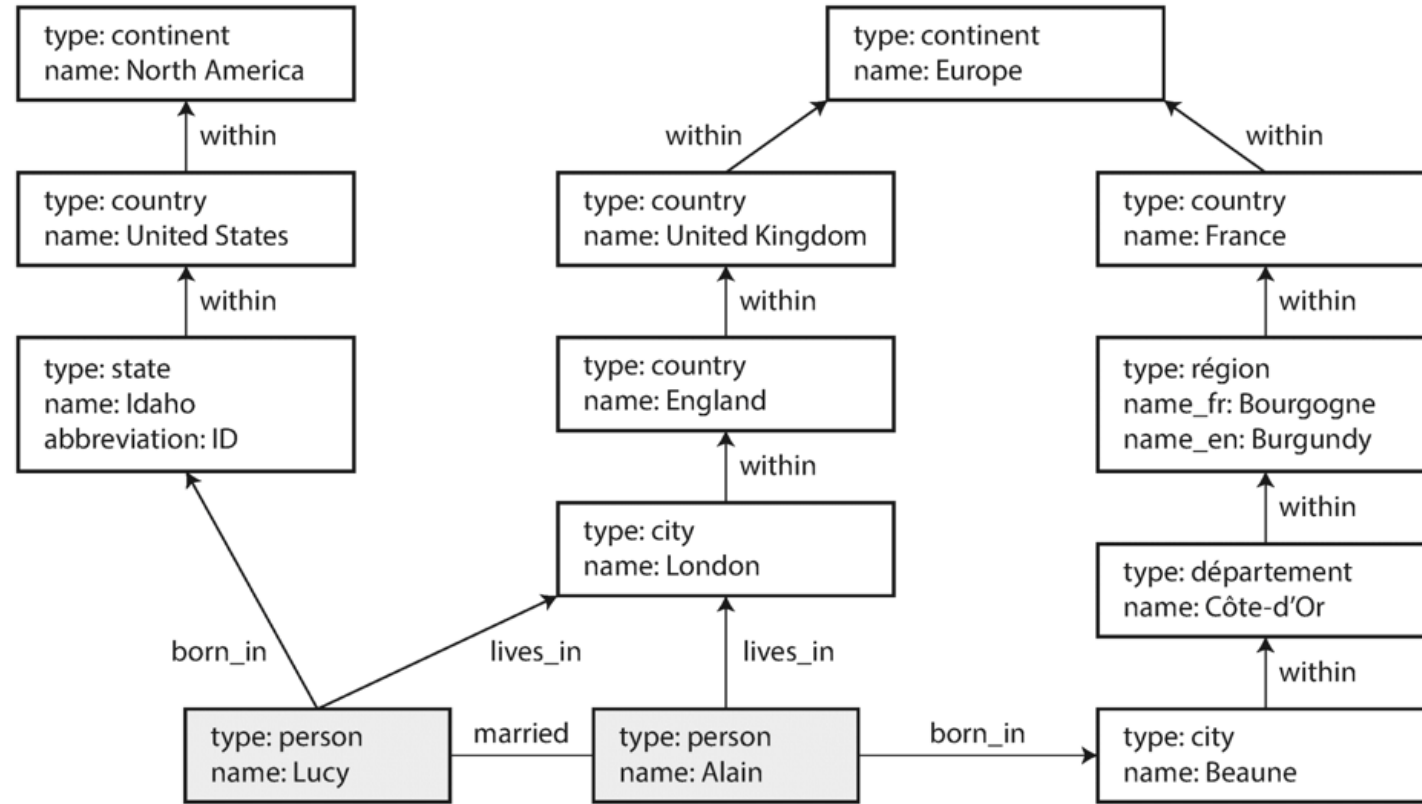 type: continent
name: North America
type: continent
name: Europe
within
within
within
type: country
name: United States
type: country
name: United Kingdom
type: country
name: France
within
within
within
type: state
name: Idaho
abbreviation: ID
type: country
name: England
type: région
name_fr: Bourgogne
name_en: Burgundy
within
within
type: city
name: London
type: département
name: Côte-d'Or
born_in
lives_in
lives_in
within
type: person
name: Lucy
married
type: person
name: Alain
born_in
type: city
name: Beaune